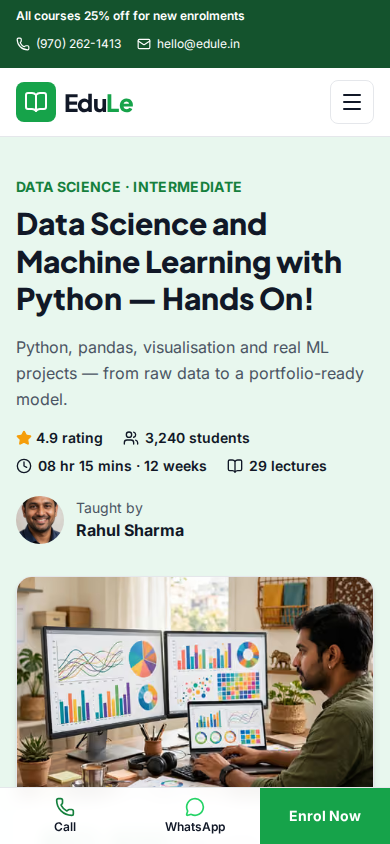 All courses 25% off for new enrolments
(970) 262-1413 hello@edule.in
EduLe
DATA SCIENCE · INTERMEDIATE
Data Science and
Machine Learning with
Python — Hands On!
Python, pandas, visualisation and real ML
projects — from raw data to a portfolio-ready
model.
4.9 rating 3,240 students
08 hr 15 mins · 12 weeks 29 lectures
Taught by
Rahul Sharma
Call WhatsApp Enrol Now